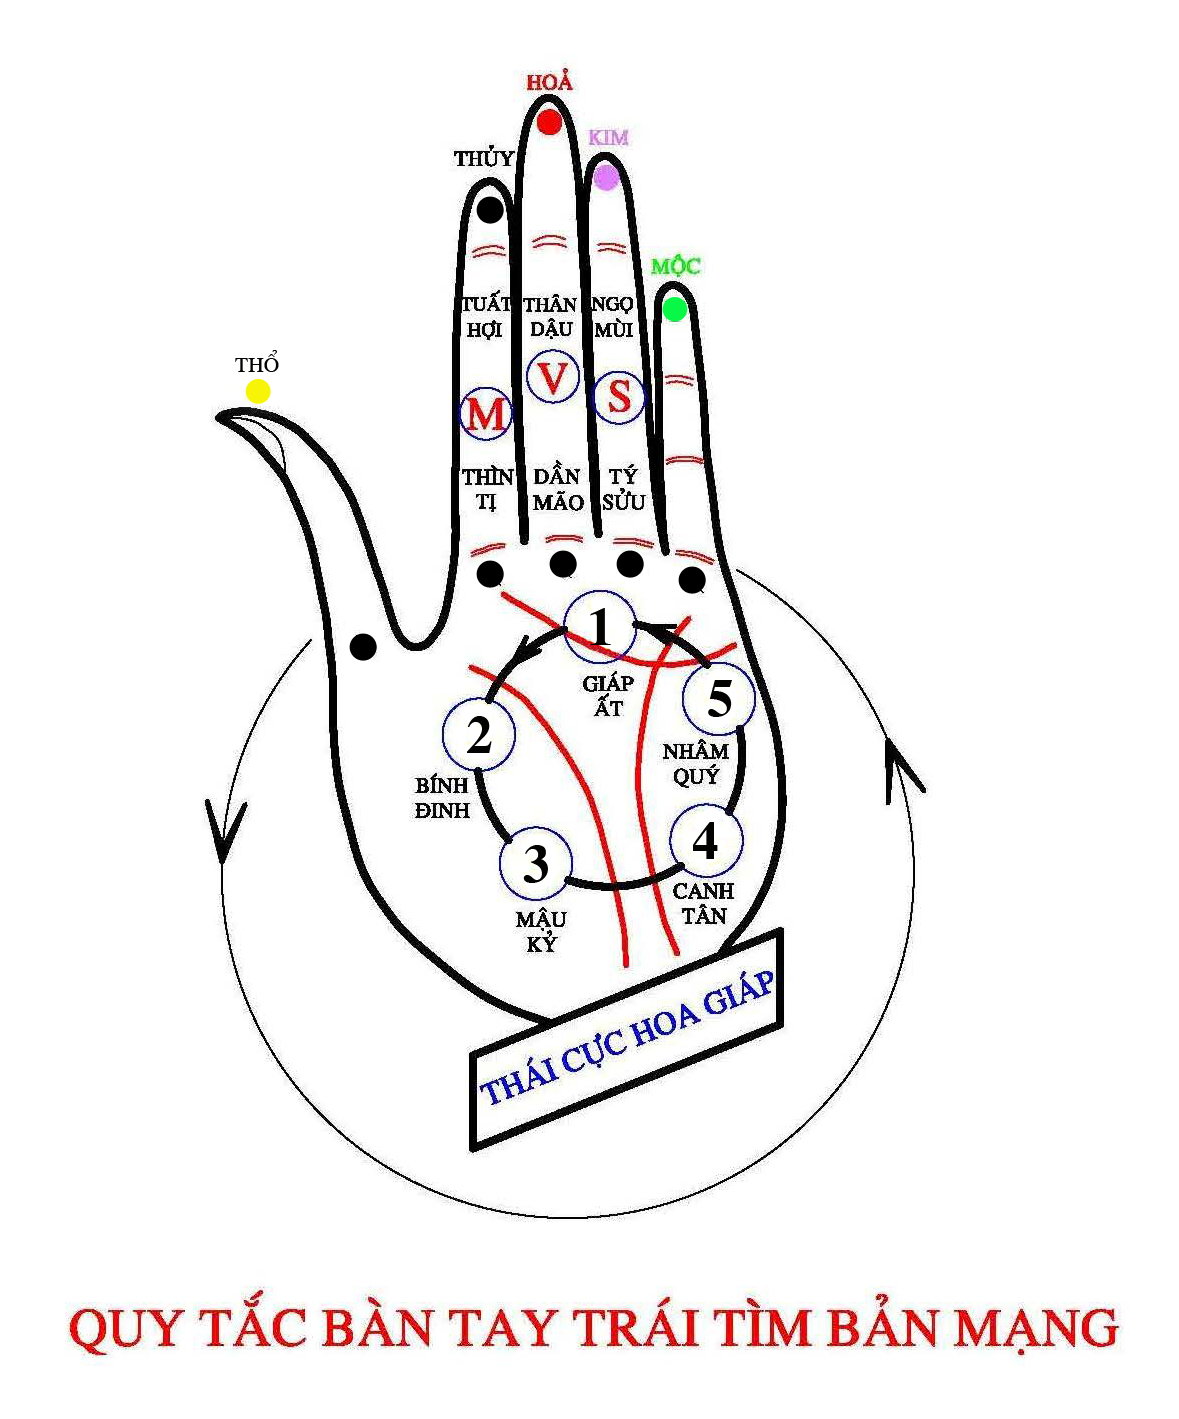 HOẢ
KIM
THỦY
MỘC
TUẤT
HỢI
THÂN
DẬU
NGỌ
MÙI
THỔ
M
V
S
THÌN
TỊ
DẦN
MÃO
TÝ
SỬU
1
GIÁP
ẤT
2
BÍNH
ĐINH
5
NHÂM
QUÝ
3
MẬU
KỶ
4
CANH
TÂN
THÁI CỰC HOA GIÁP
QUY TẮC BÀN TAY TRÁI TÌM BẢN MẠNG